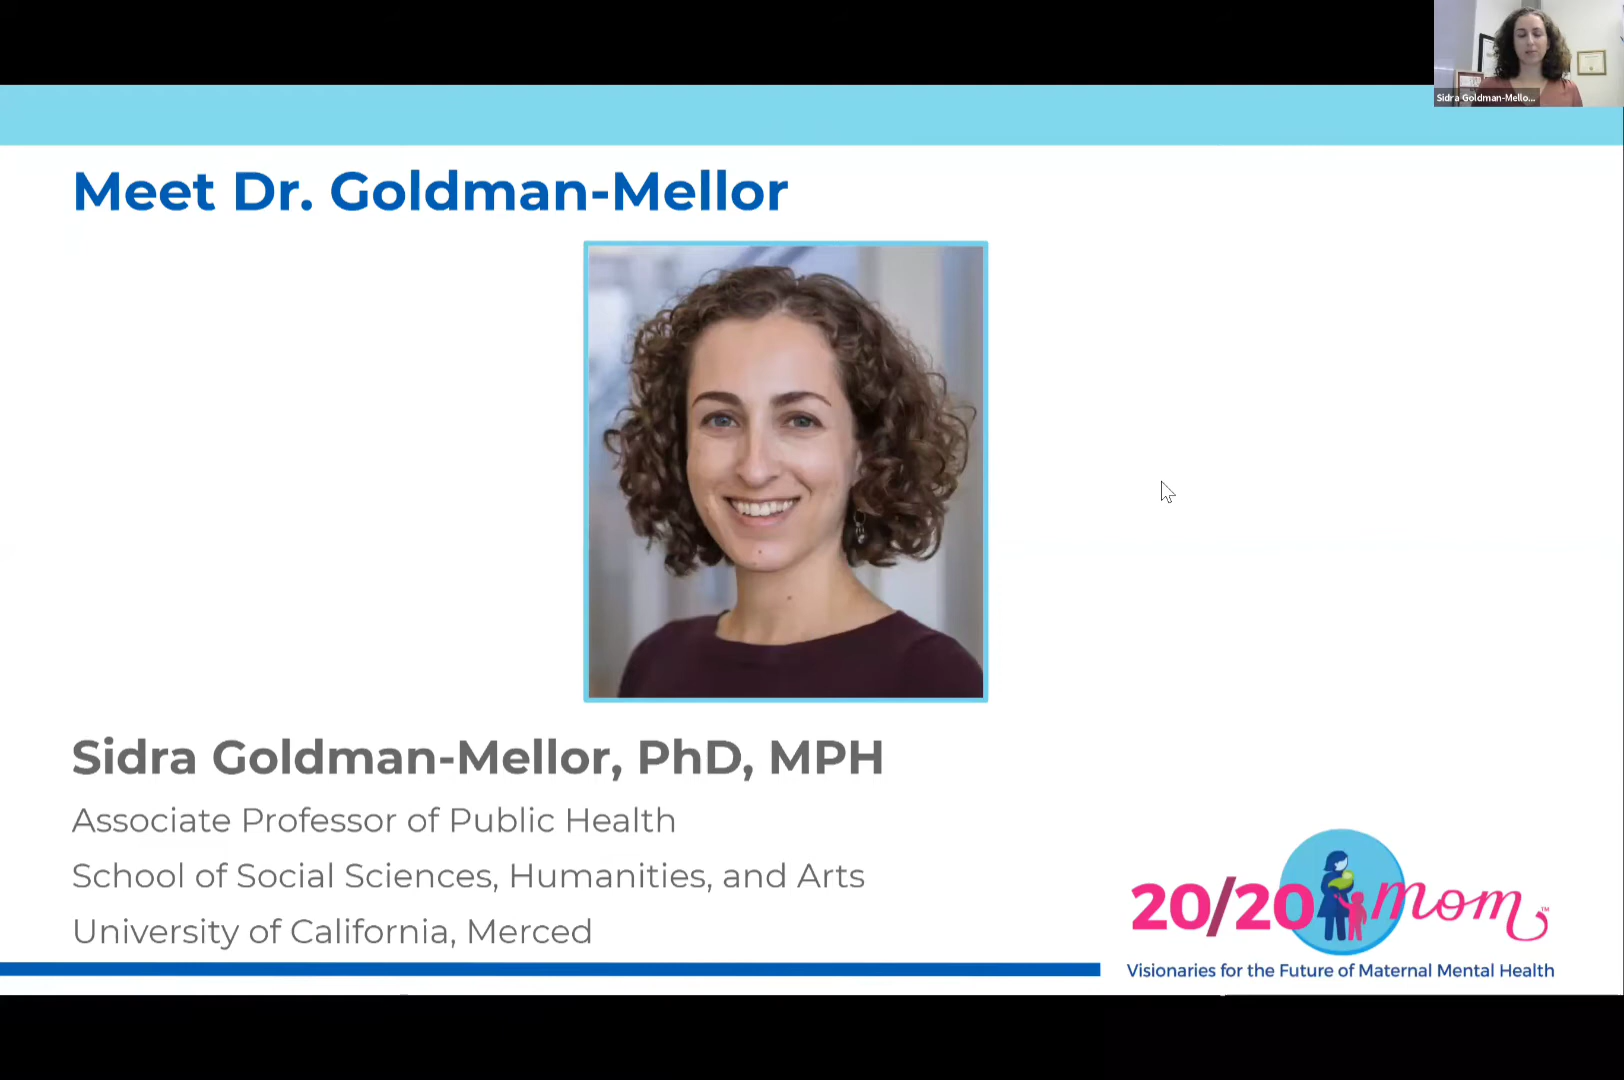 Sidra Goldman-Mello...
Meet Dr. Goldman-Mellor
Sidra Goldman-Mellor, PhD, MPH
Associate Professor of Public Health
School of Social Sciences, Humanities, and Arts
University of California, Merced
20/20 mom™
Visionaries for the Future of Maternal Mental Health